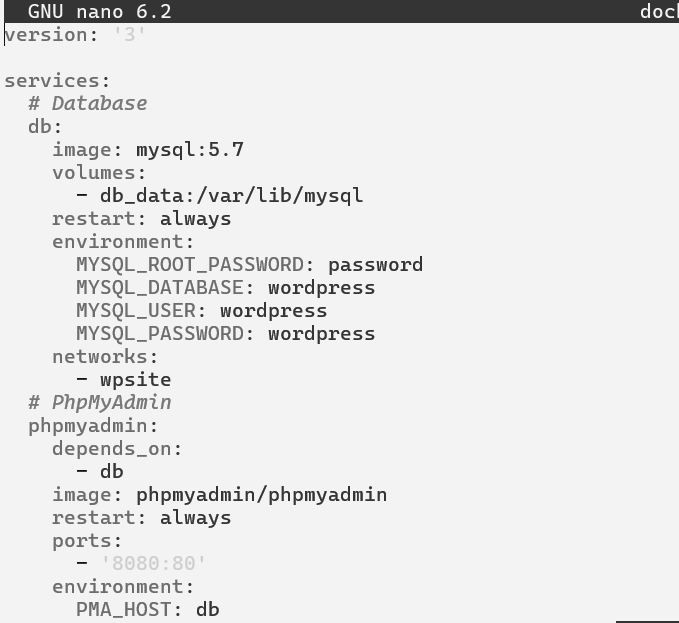 GNU nano 6.2 doc
version: '3'
services:
# Database
db:
image: mysql:5.7
volumes:
- db_data:/var/lib/mysql
restart: always
environment:
MYSQL_ROOT_PASSWORD: password
MYSQL_DATABASE: wordpress
MYSQL_USER: wordpress
MYSQL_PASSWORD: wordpress
networks:
- wpsite
# PhpMyAdmin
phpmyadmin:
depends_on:
- db
image: phpmyadmin/phpmyadmin
restart: always
ports:
- '8080:80'
environment:
PMA_HOST: db